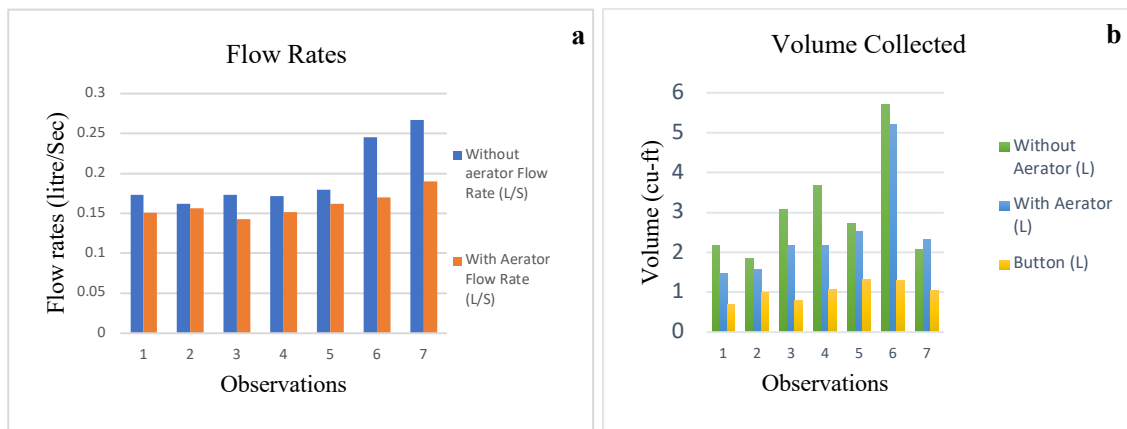 a
Flow Rates
Flow rates (litre/Sec)
0.3
0.25
0.2
0.15
0.1
0.05
0
1 2 3 4 5 6 7
Observations
Without
aerator Flow
Rate (L/S)
With Aerator
Flow Rate
(L/S)
b
Volume Collected
Volume (cu-ft)
6
5
4
3
2
1
0
1 2 3 4 5 6 7
Observations
Without
Aerator (L)
With Aerator
(L)
Button (L)